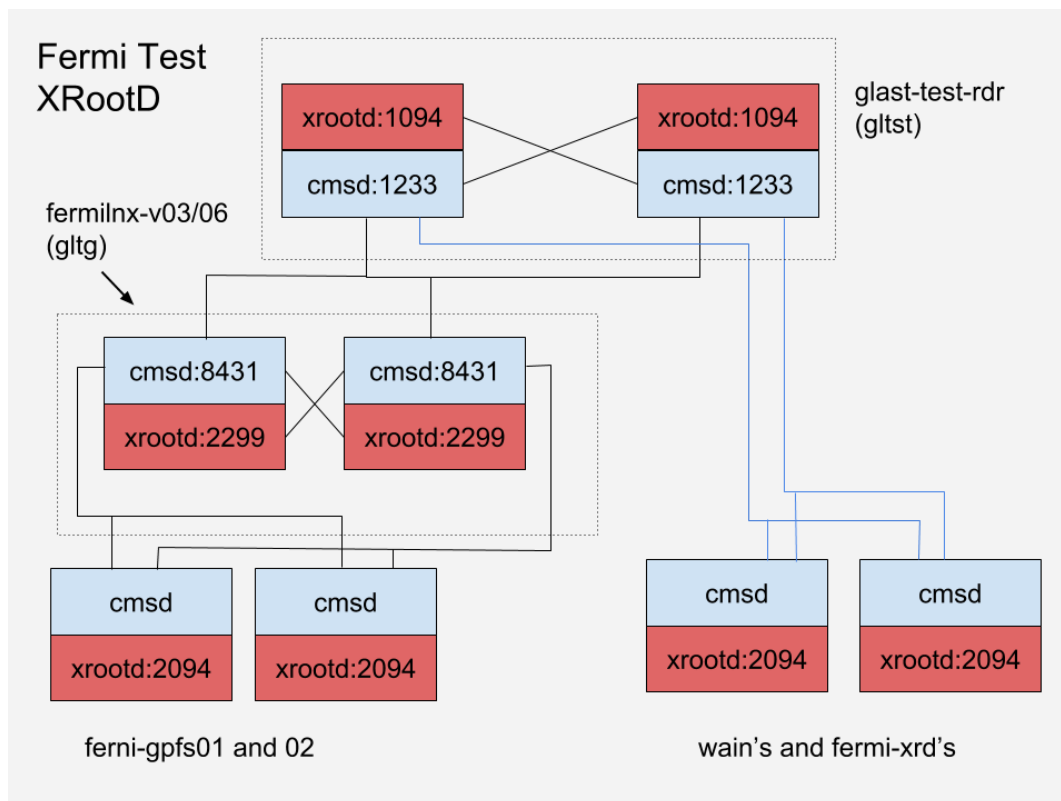 Fermi Test
XRootD
glast-test-rdr
(gltst)
xrootd:1094
xrootd:1094
cmsd:1233
cmsd:1233
fermilnx-v03/06
(gltg)
cmsd:8431
cmsd:8431
xrootd:2299
xrootd:2299
cmsd
cmsd
cmsd
cmsd
xrootd:2094
xrootd:2094
xrootd:2094
xrootd:2094
ferni-gpfs01 and 02
wain's and fermi-xrd's